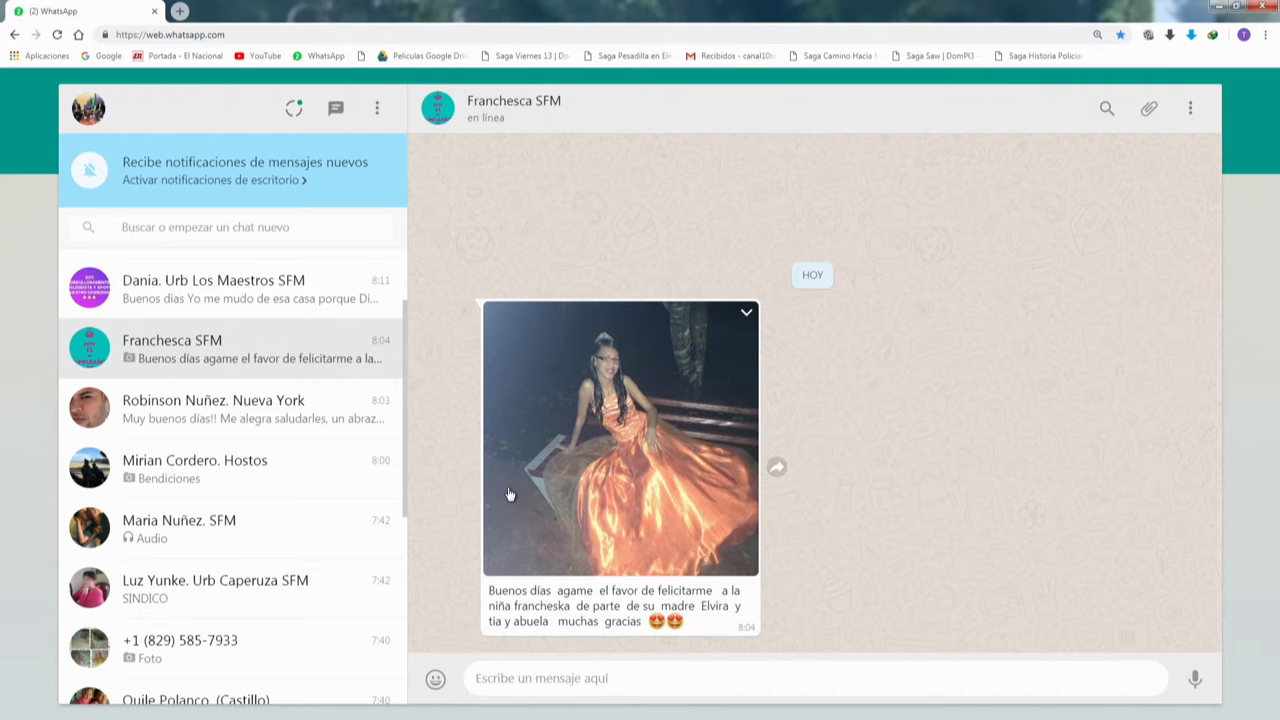 (2) WhatsApp
https://web.whatsapp.com
Aplicaciones
Google
Portada - El Nacional
YouTube
WhatsApp
Peliculas Google Driv
Saga Viernes 13 | Do
Saga Pesadilla en Eln
Recibidos - canal10t
Saga Camino Hacia E
Saga Saw | DomPl3 -
Saga Historia Policial
Franchesca SFM
en línea
Recibe notificaciones de mensajes nuevos
Activar notificaciones de escritorio
Buscar o empezar un chat nuevo
Dania. Urb Los Maestros SFM
8:11
Buenos días Yo me mudo de esa casa porque Di...
Franchesca SFM
8:04
Buenos días agame el favor de felicitarme a la...
Robinson Nuñez. Nueva York
8:03
Muy buenos días!! Me alegra saludarles, un abraz...
Mirian Cordero. Hostos
8:00
Bendiciones
Maria Nuñez. SFM
7:42
Audio
Luz Yunke. Urb Caperuza SFM
7:42
SINDICO
+1 (829) 585-7933
7:40
Foto
Quile Polanco. (Castillo)
7:40
HOY
Buenos días agame el favor de felicitarme a la
niña francheska de parte de su madre Elvira y
tia y abuela muchas gracias 😍😍
8:04
Escribe un mensaje aquí